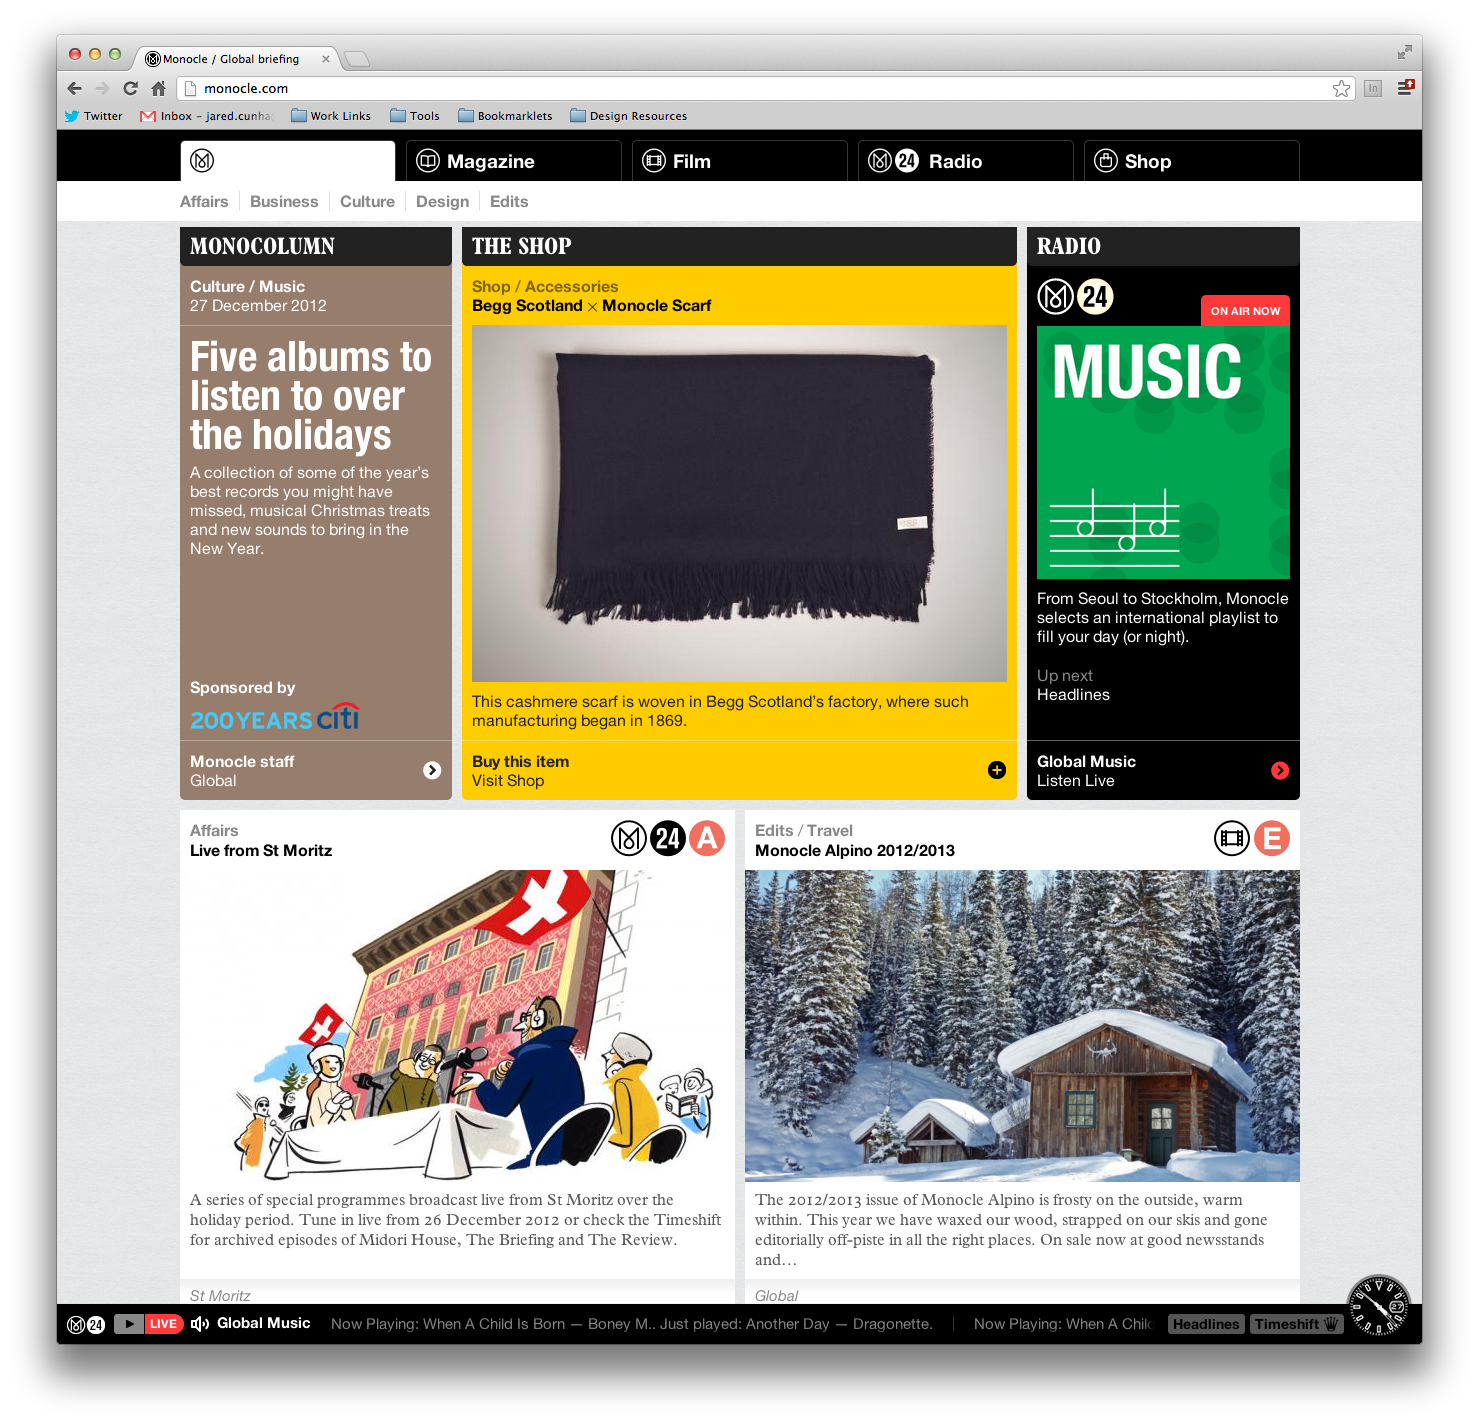 Monocle / Global briefing
monocle.com
Twitter
Inbox – jared.cunha
Work Links
Tools
Bookmarklets
Design Resources
Magazine
Film
24 Radio
Shop
Affairs
Business
Culture
Design
Edits
MONOCOLUMN
Culture / Music
27 December 2012
Five albums to
listen to over
the holidays
A collection of some of the year's
best records you might have
missed, musical Christmas treats
and new sounds to bring in the
New Year.
Sponsored by
200 YEARS citi
Monocle staff
Global
THE SHOP
Shop / Accessories
Begg Scotland × Monocle Scarf
This cashmere scarf is woven in Begg Scotland's factory, where such
manufacturing began in 1869.
Buy this item
Visit Shop
RADIO
24
ON AIR NOW
MUSIC
From Seoul to Stockholm, Monocle
selects an international playlist to
fill your day (or night).
Up next
Headlines
Global Music
Listen Live
Affairs
Live from St Moritz
24 A
A series of special programmes broadcast live from St Moritz over the
holiday period. Tune in live from 26 December 2012 or check the Timeshift
for archived episodes of Midori House, The Briefing and The Review.
St Moritz
Edits / Travel
Monocle Alpino 2012/2013
E
The 2012/2013 issue of Monocle Alpino is frosty on the outside, warm
within. This year we have waxed our wood, strapped on our skis and gone
editorially off-piste in all the right places. On sale now at good newsstands
and…
Global
24
LIVE
Global Music
Now Playing: When A Child Is Born — Boney M.. Just played: Another Day — Dragonette.
Now Playing: When A Chil
Headlines
Timeshift
27